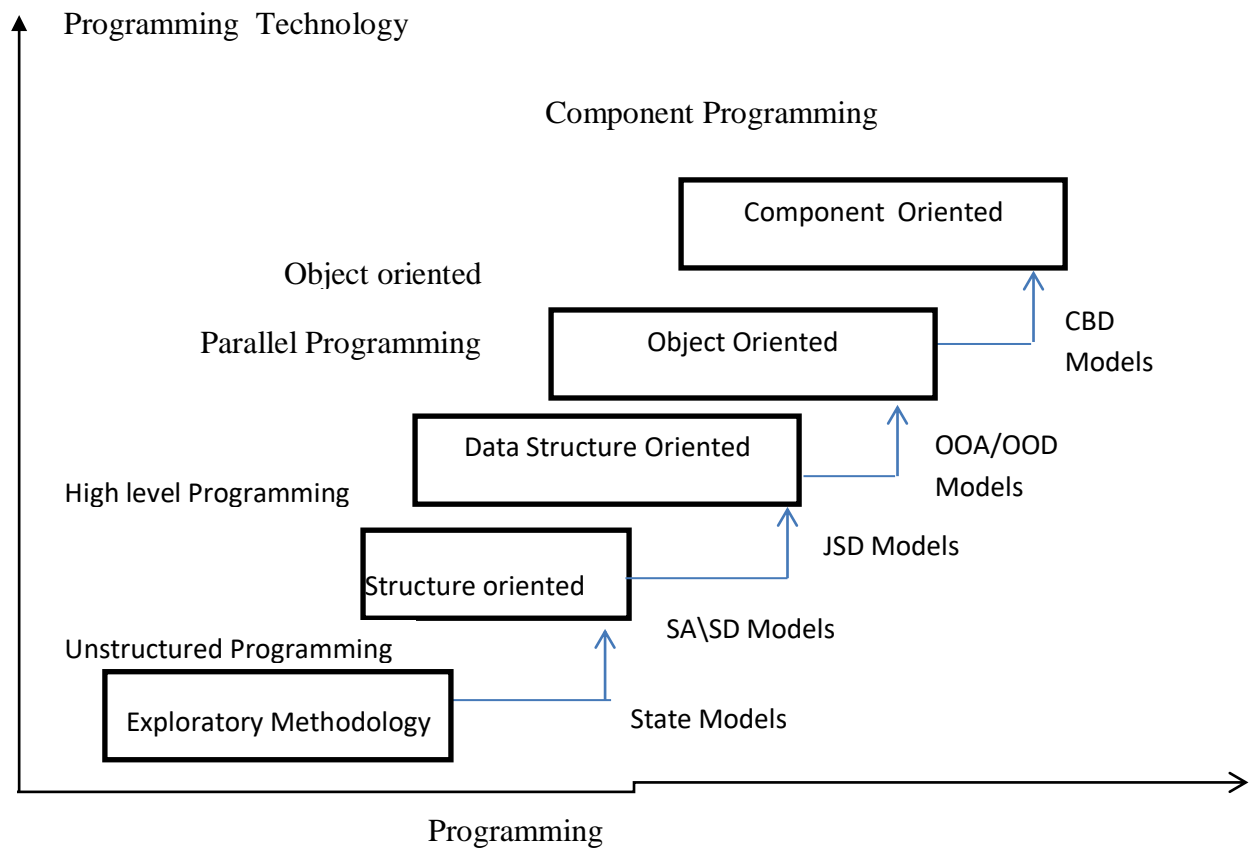 Programming Technology
Component Programming
Component Oriented
Object oriented
CBD
Models
Parallel Programming
Object Oriented
Data Structure Oriented
OOA/OOD
Models
High level Programming
JSD Models
Structure oriented
SA\SD Models
Unstructured Programming
Exploratory Methodology
State Models
Programming